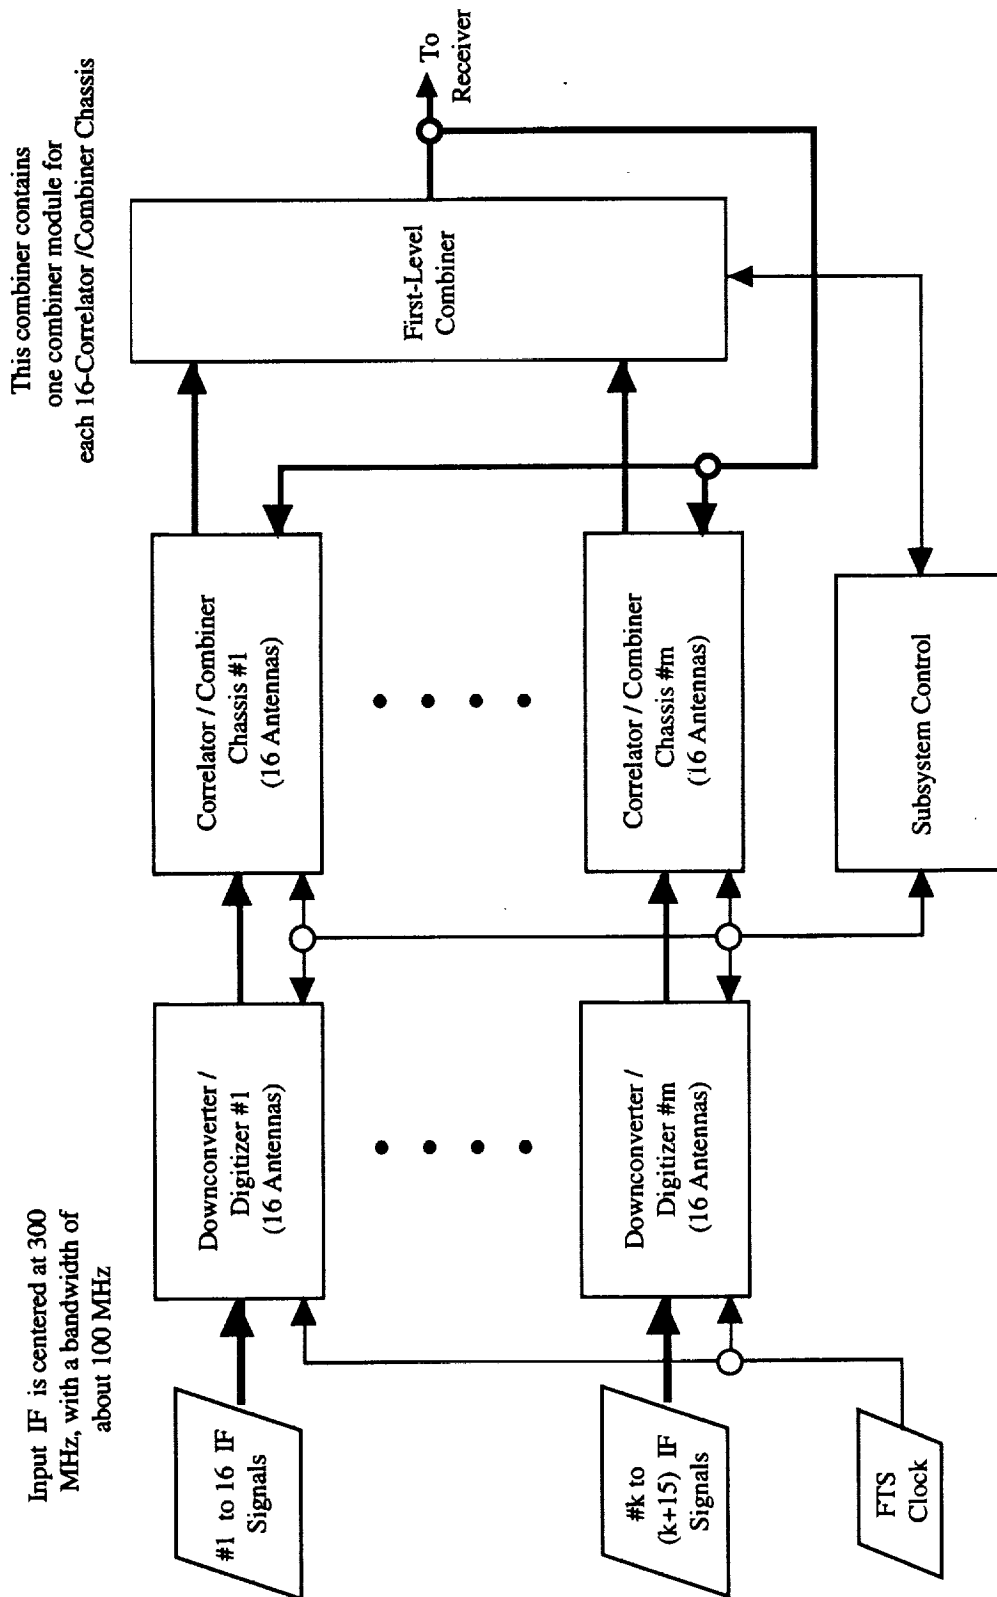 This combiner contains
one combiner module for
each 16-Correlator /Combiner Chassis
Input IF is centered at 300
MHz, with a bandwidth of
about 100 MHz
#1 to 16 IF
Signals
Downconverter /
Digitizer #1
(16 Antennas)
Correlator / Combiner
Chassis #1
(16 Antennas)
First-Level
Combiner
To
Receiver
#k to
(k+15) IF
Signals
Downconverter /
Digitizer #m
(16 Antennas)
Correlator / Combiner
Chassis #m
(16 Antennas)
FTS
Clock
Subsystem Control